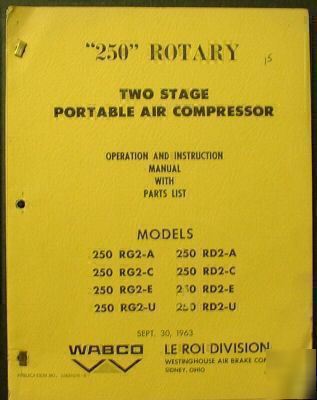 "250" ROTARY
15
TWO STAGE
PORTABLE AIR COMPRESSOR
OPERATION AND INSTRUCTION
MANUAL
WITH
PARTS LIST
MODELS
250 RG2-A 250 RD2-A
250 RG2-C 250 RD2-C
250 RG2-E 250 RD2-E
250 RG2-U 250 RD2-U
SEPT. 30, 1963
WABCO LE ROI DIVISION
WESTINGHOUSE AIR BRAKE
SIDNEY, OHIO
PUBLICATION NO.